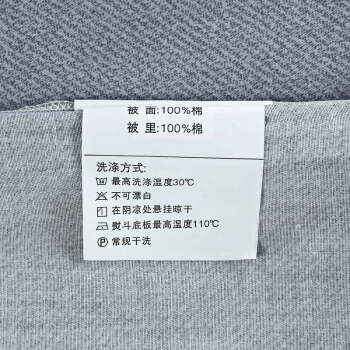 被 面:100%棉
被 里:100%棉
洗涤方式:
最高洗涤温度30℃
不可漂白
在阴凉处悬挂晾干
熨斗底板最高温度110℃
Ⓟ 常规干洗